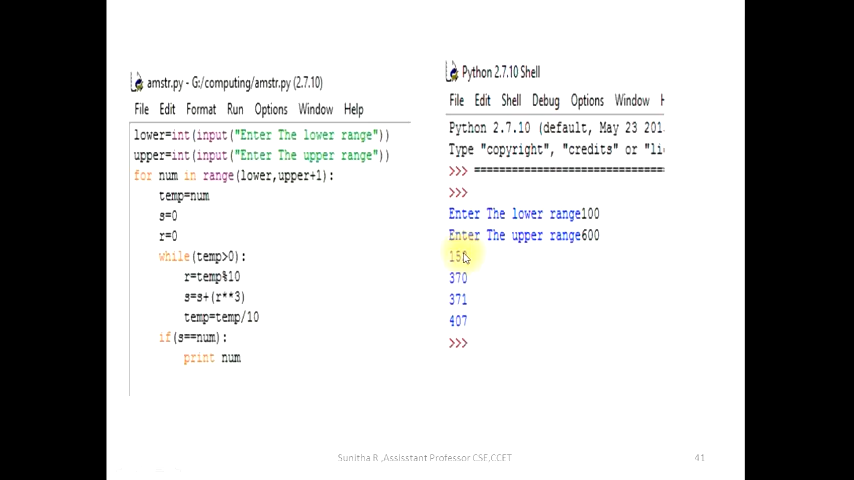 amstr.py - G:/computing/amstr.py (2.7.10)
File Edit Format Run Options Window Help
lower=int(input("Enter The lower range"))
upper=int(input("Enter The upper range"))
for num in range(lower,upper+1):
temp=num
s=0
r=0
while(temp>0):
r=temp%10
s=s+(r**3)
temp=temp/10
if(s==num):
print num
Python 2.7.10 Shell
File Edit Shell Debug Options Window H
Python 2.7.10 (default, May 23 201
Type "copyright", "credits" or "li
>>> ==============================
>>>
Enter The lower range100
Enter The upper range600
370
371
407
>>>
Sunitha R ,Assisstant Professor CSE,CCET
41